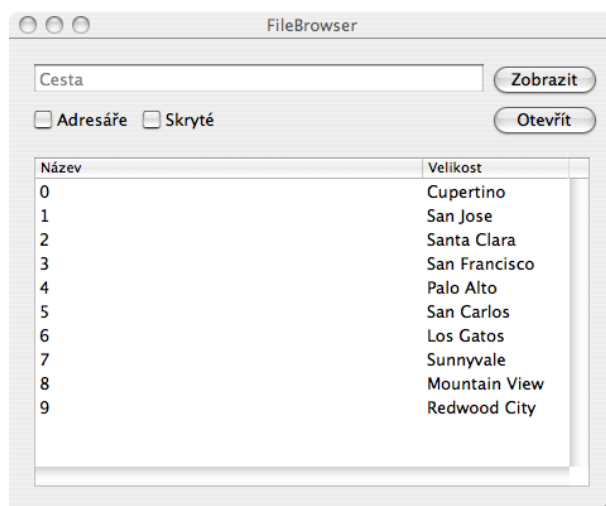 FileBrowser
Cesta Zobrazit
Adresáře Skryté Otevřít
Název Velikost
0 Cupertino
1 San Jose
2 Santa Clara
3 San Francisco
4 Palo Alto
5 San Carlos
6 Los Gatos
7 Sunnyvale
8 Mountain View
9 Redwood City